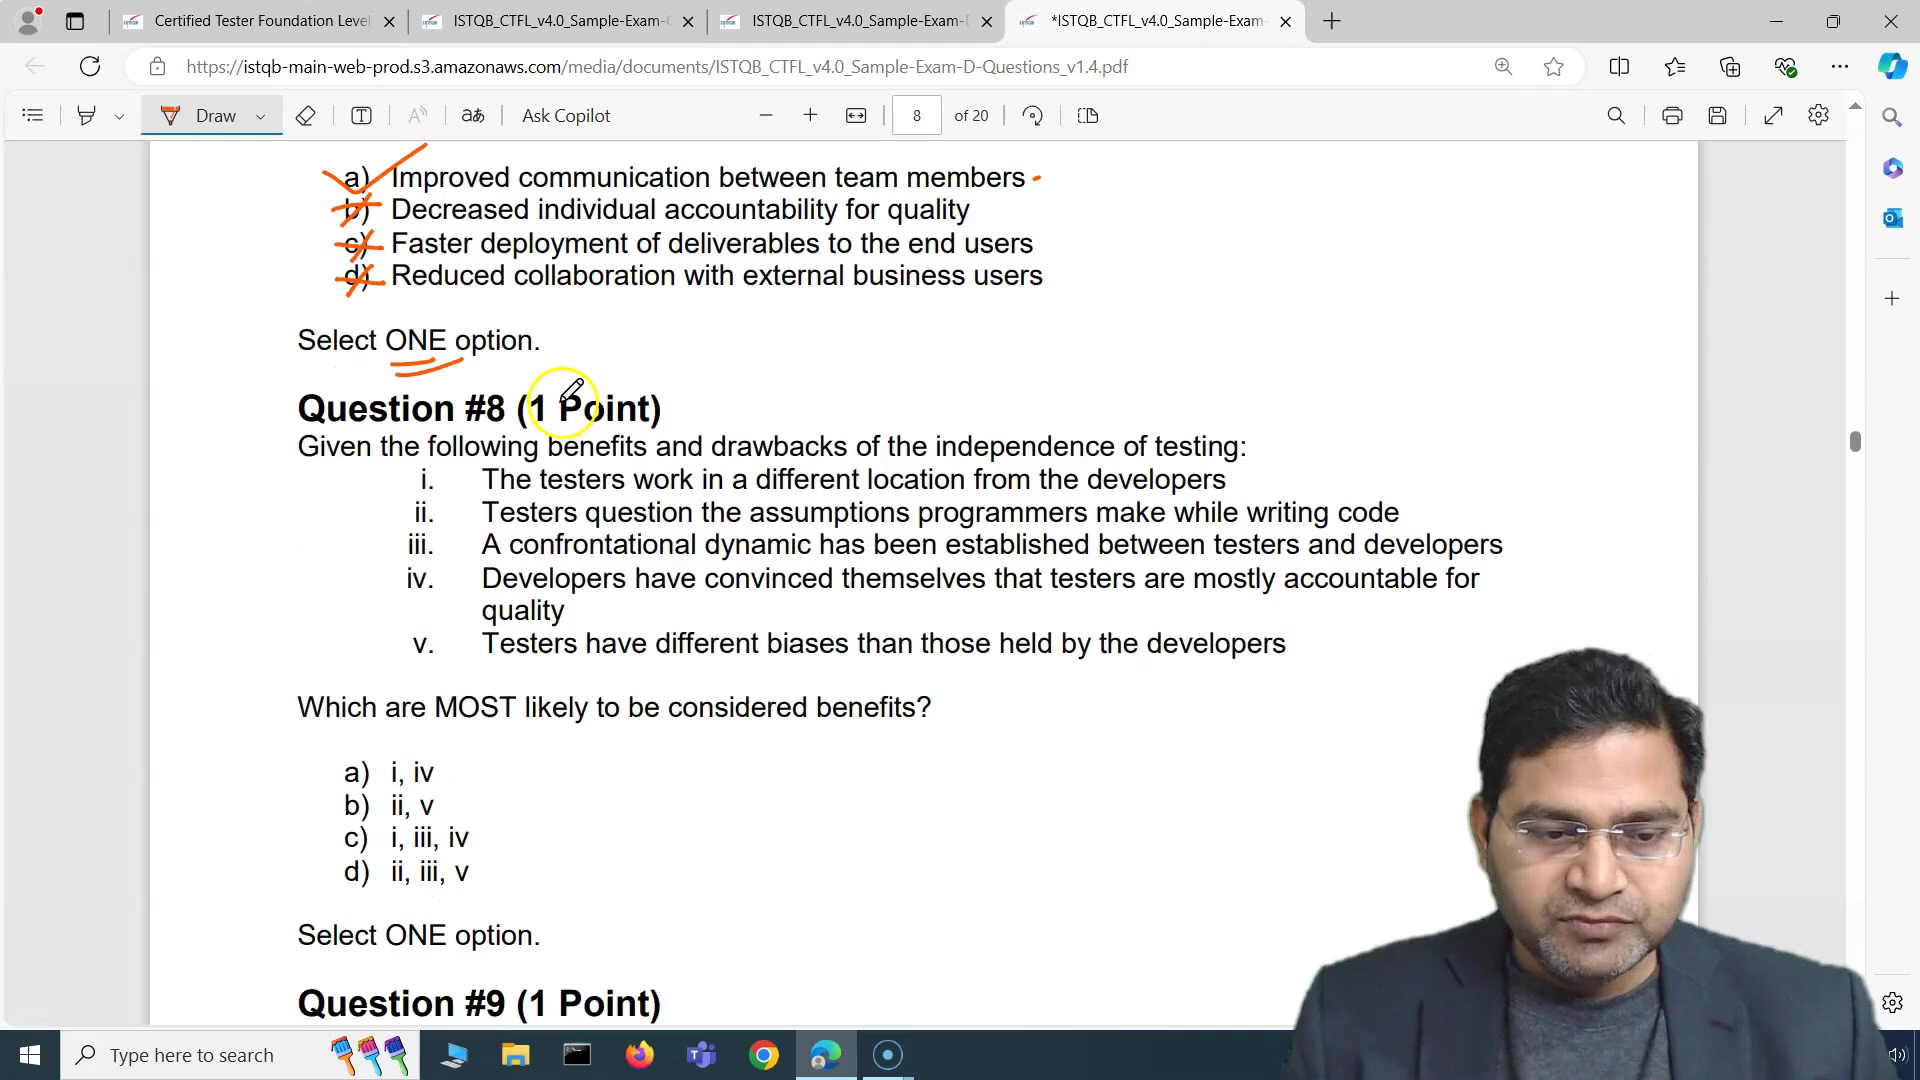 Certified Tester Foundation Leve
ISTQB_CTFL_v4.0_Sample-Exam-C
ISTQB_CTFL_v4.0_Sample-Exam-D
*ISTQB_CTFL_v4.0_Sample-Exam-
https://istqb-main-web-prod.s3.amazonaws.com/media/documents/ISTQB_CTFL_v4.0_Sample-Exam-D-Questions_v1.4.pdf
Draw
Ask Copilot
8 of 20
a) Improved communication between team members
b) Decreased individual accountability for quality
c) Faster deployment of deliverables to the end users
d) Reduced collaboration with external business users
Select ONE option.
Question #8 (1 Point)
Given the following benefits and drawbacks of the independence of testing:
i. The testers work in a different location from the developers
ii. Testers question the assumptions programmers make while writing code
iii. A confrontational dynamic has been established between testers and developers
iv. Developers have convinced themselves that testers are mostly accountable for
quality
v. Testers have different biases than those held by the developers
Which are MOST likely to be considered benefits?
a) i, iv
b) ii, v
c) i, iii, iv
d) ii, iii, v
Select ONE option.
Question #9 (1 Point)
Type here to search